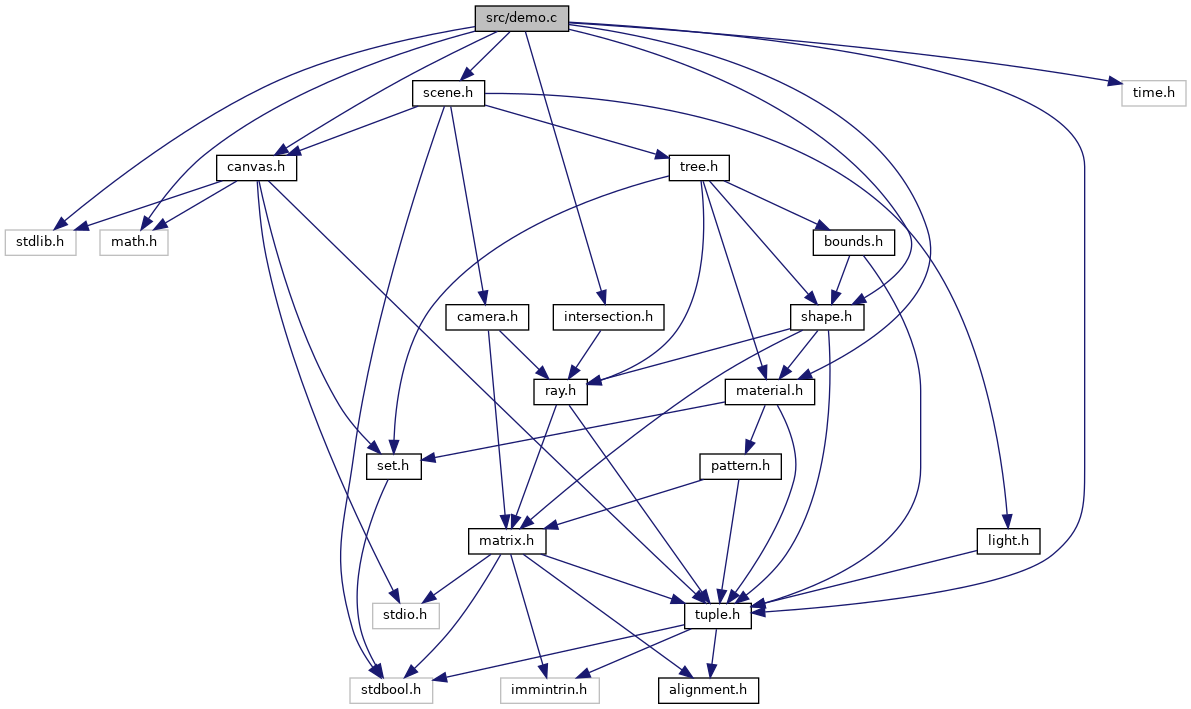 src/demo.c
scene.h
time.h
canvas.h
tree.h
stdlib.h
math.h
bounds.h
camera.h
intersection.h
shape.h
ray.h
material.h
set.h
pattern.h
matrix.h
light.h
stdio.h
tuple.h
stdbool.h
immintrin.h
alignment.h